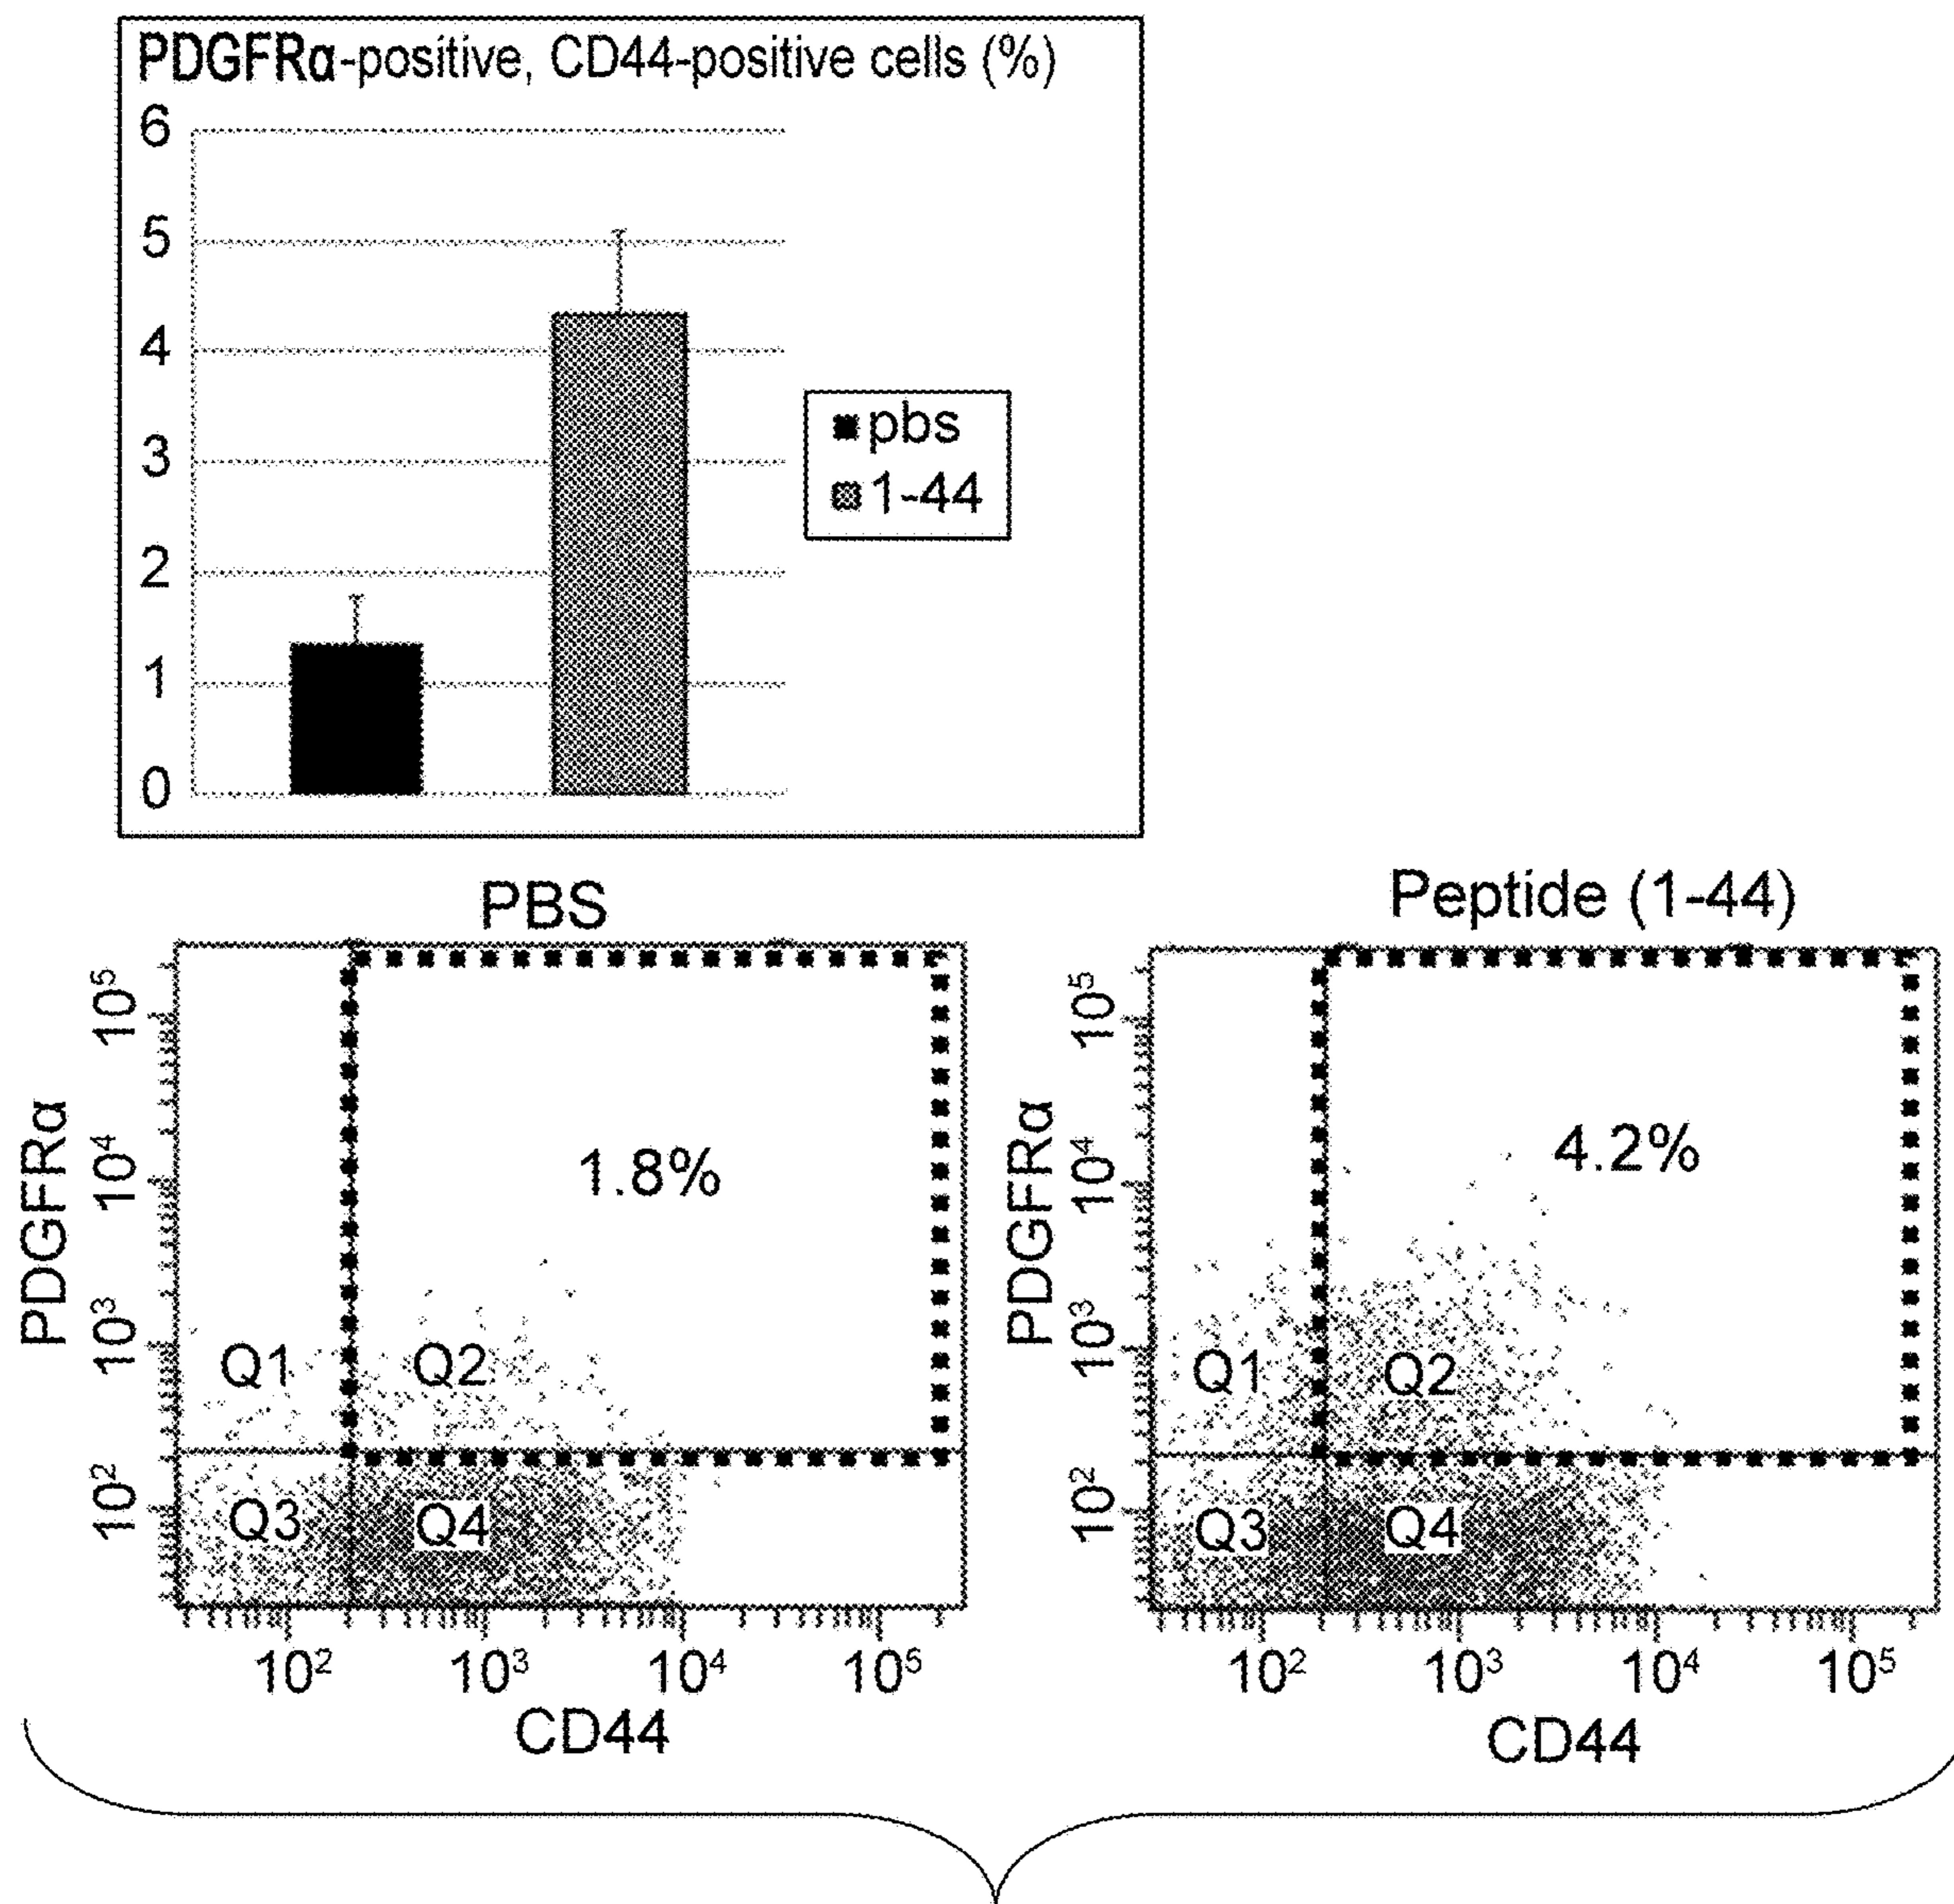 PDGFRα-positive, CD44-positive cells (%)
6
5
4
3
2
1
0
pbs
1-44
PBS
PDGFRα
10⁵
10⁴
10³
10²
1.8%
Q1
Q2
Q3
Q4
10² 10³ 10⁴ 10⁵
CD44
Peptide (1-44)
PDGFRα
10⁵
10⁴
10³
10²
4.2%
Q1
Q2
Q3
Q4
10² 10³ 10⁴ 10⁵
CD44